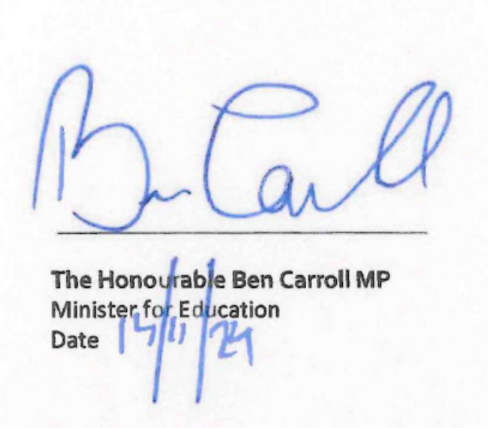 Ben Carroll
The Honourable Ben Carroll MP
Minister for Education
Date 14/11/24